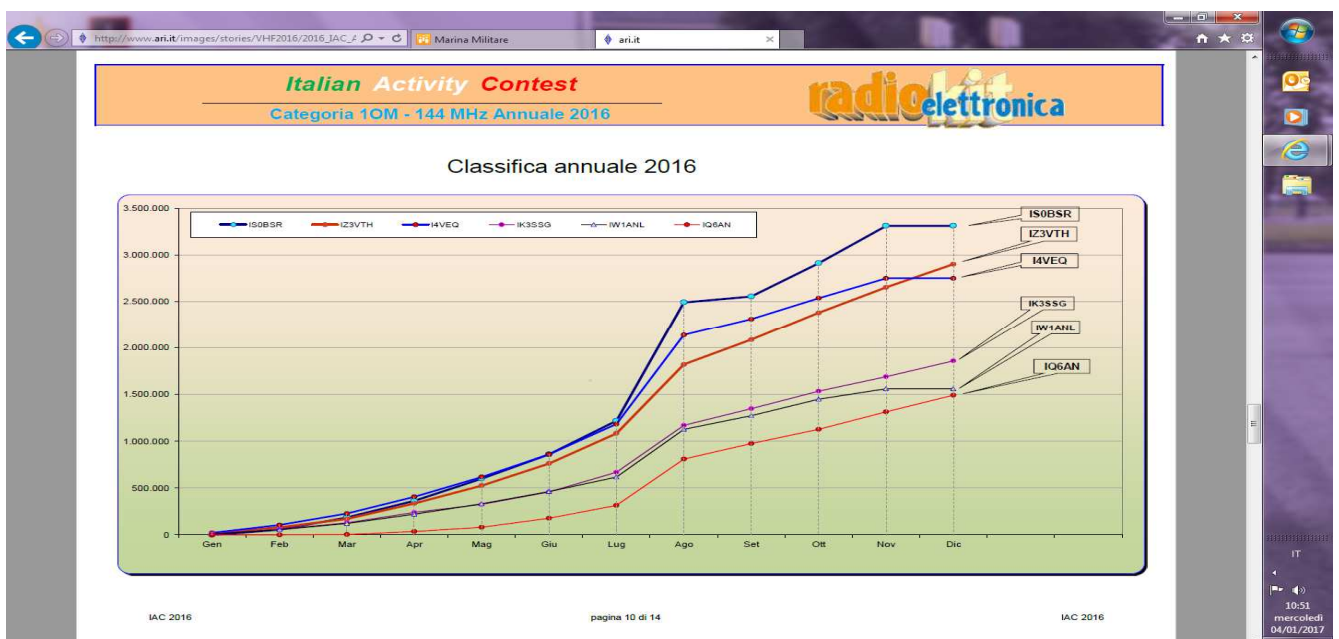 http://www.ari.it/images/stories/VHF2016/2016_IAC_
Marina Militare
ari.it
Italian Activity Contest
Categoria 1OM - 144 MHz Annuale 2016
radiokit elettronica
Classifica annuale 2016
IS0BSR IZ3VTH I4VEQ IK3SSG IW1ANL IQ6AN
3.500.000
3.000.000
2.500.000
2.000.000
1.500.000
1.000.000
500.000
0
Gen Feb Mar Apr Mag Giu Lug Ago Set Ott Nov Dic
IS0BSR
IZ3VTH
I4VEQ
IK3SSG
IW1ANL
IQ6AN
IAC 2016 pagina 10 di 14 IAC 2016
IT
10:51
mercoledì
04/01/2017